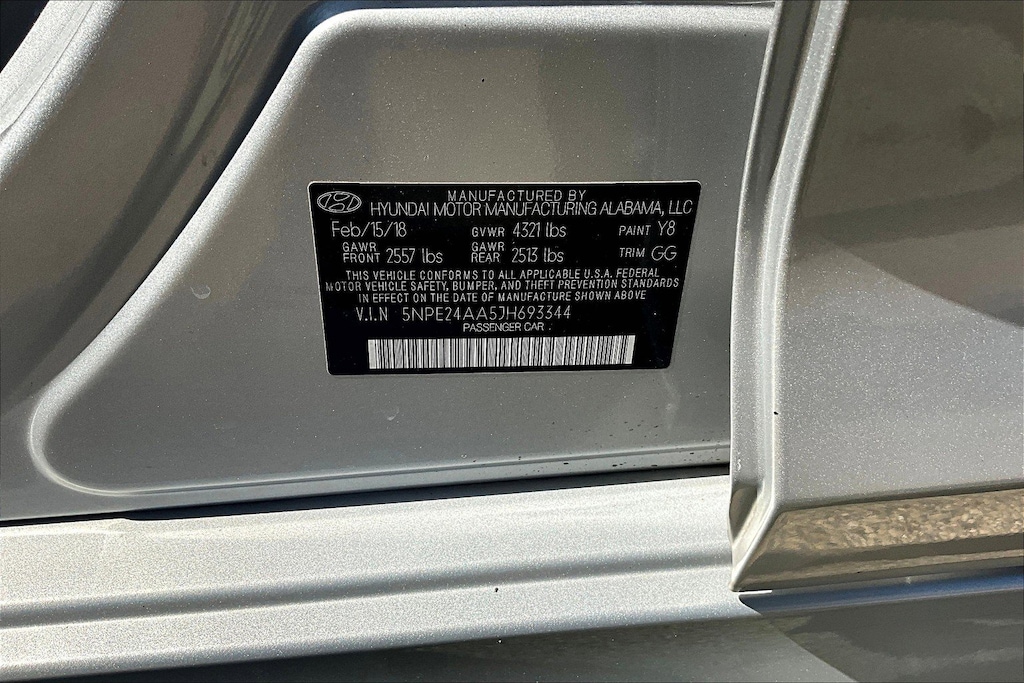 MANUFACTURED BY
HYUNDAI MOTOR MANUFACTURING ALABAMA, LLC
Feb/15/18 GVWR 4321 lbs PAINT Y8
GAWR FRONT 2557 lbs GAWR REAR 2513 lbs TRIM GG
THIS VEHICLE CONFORMS TO ALL APPLICABLE U.S.A. FEDERAL
MOTOR VEHICLE SAFETY, BUMPER, AND THEFT PREVENTION STANDARDS
IN EFFECT ON THE DATE OF MANUFACTURE SHOWN ABOVE
V.I.N 5NPE24AA5JH693344
PASSENGER CAR